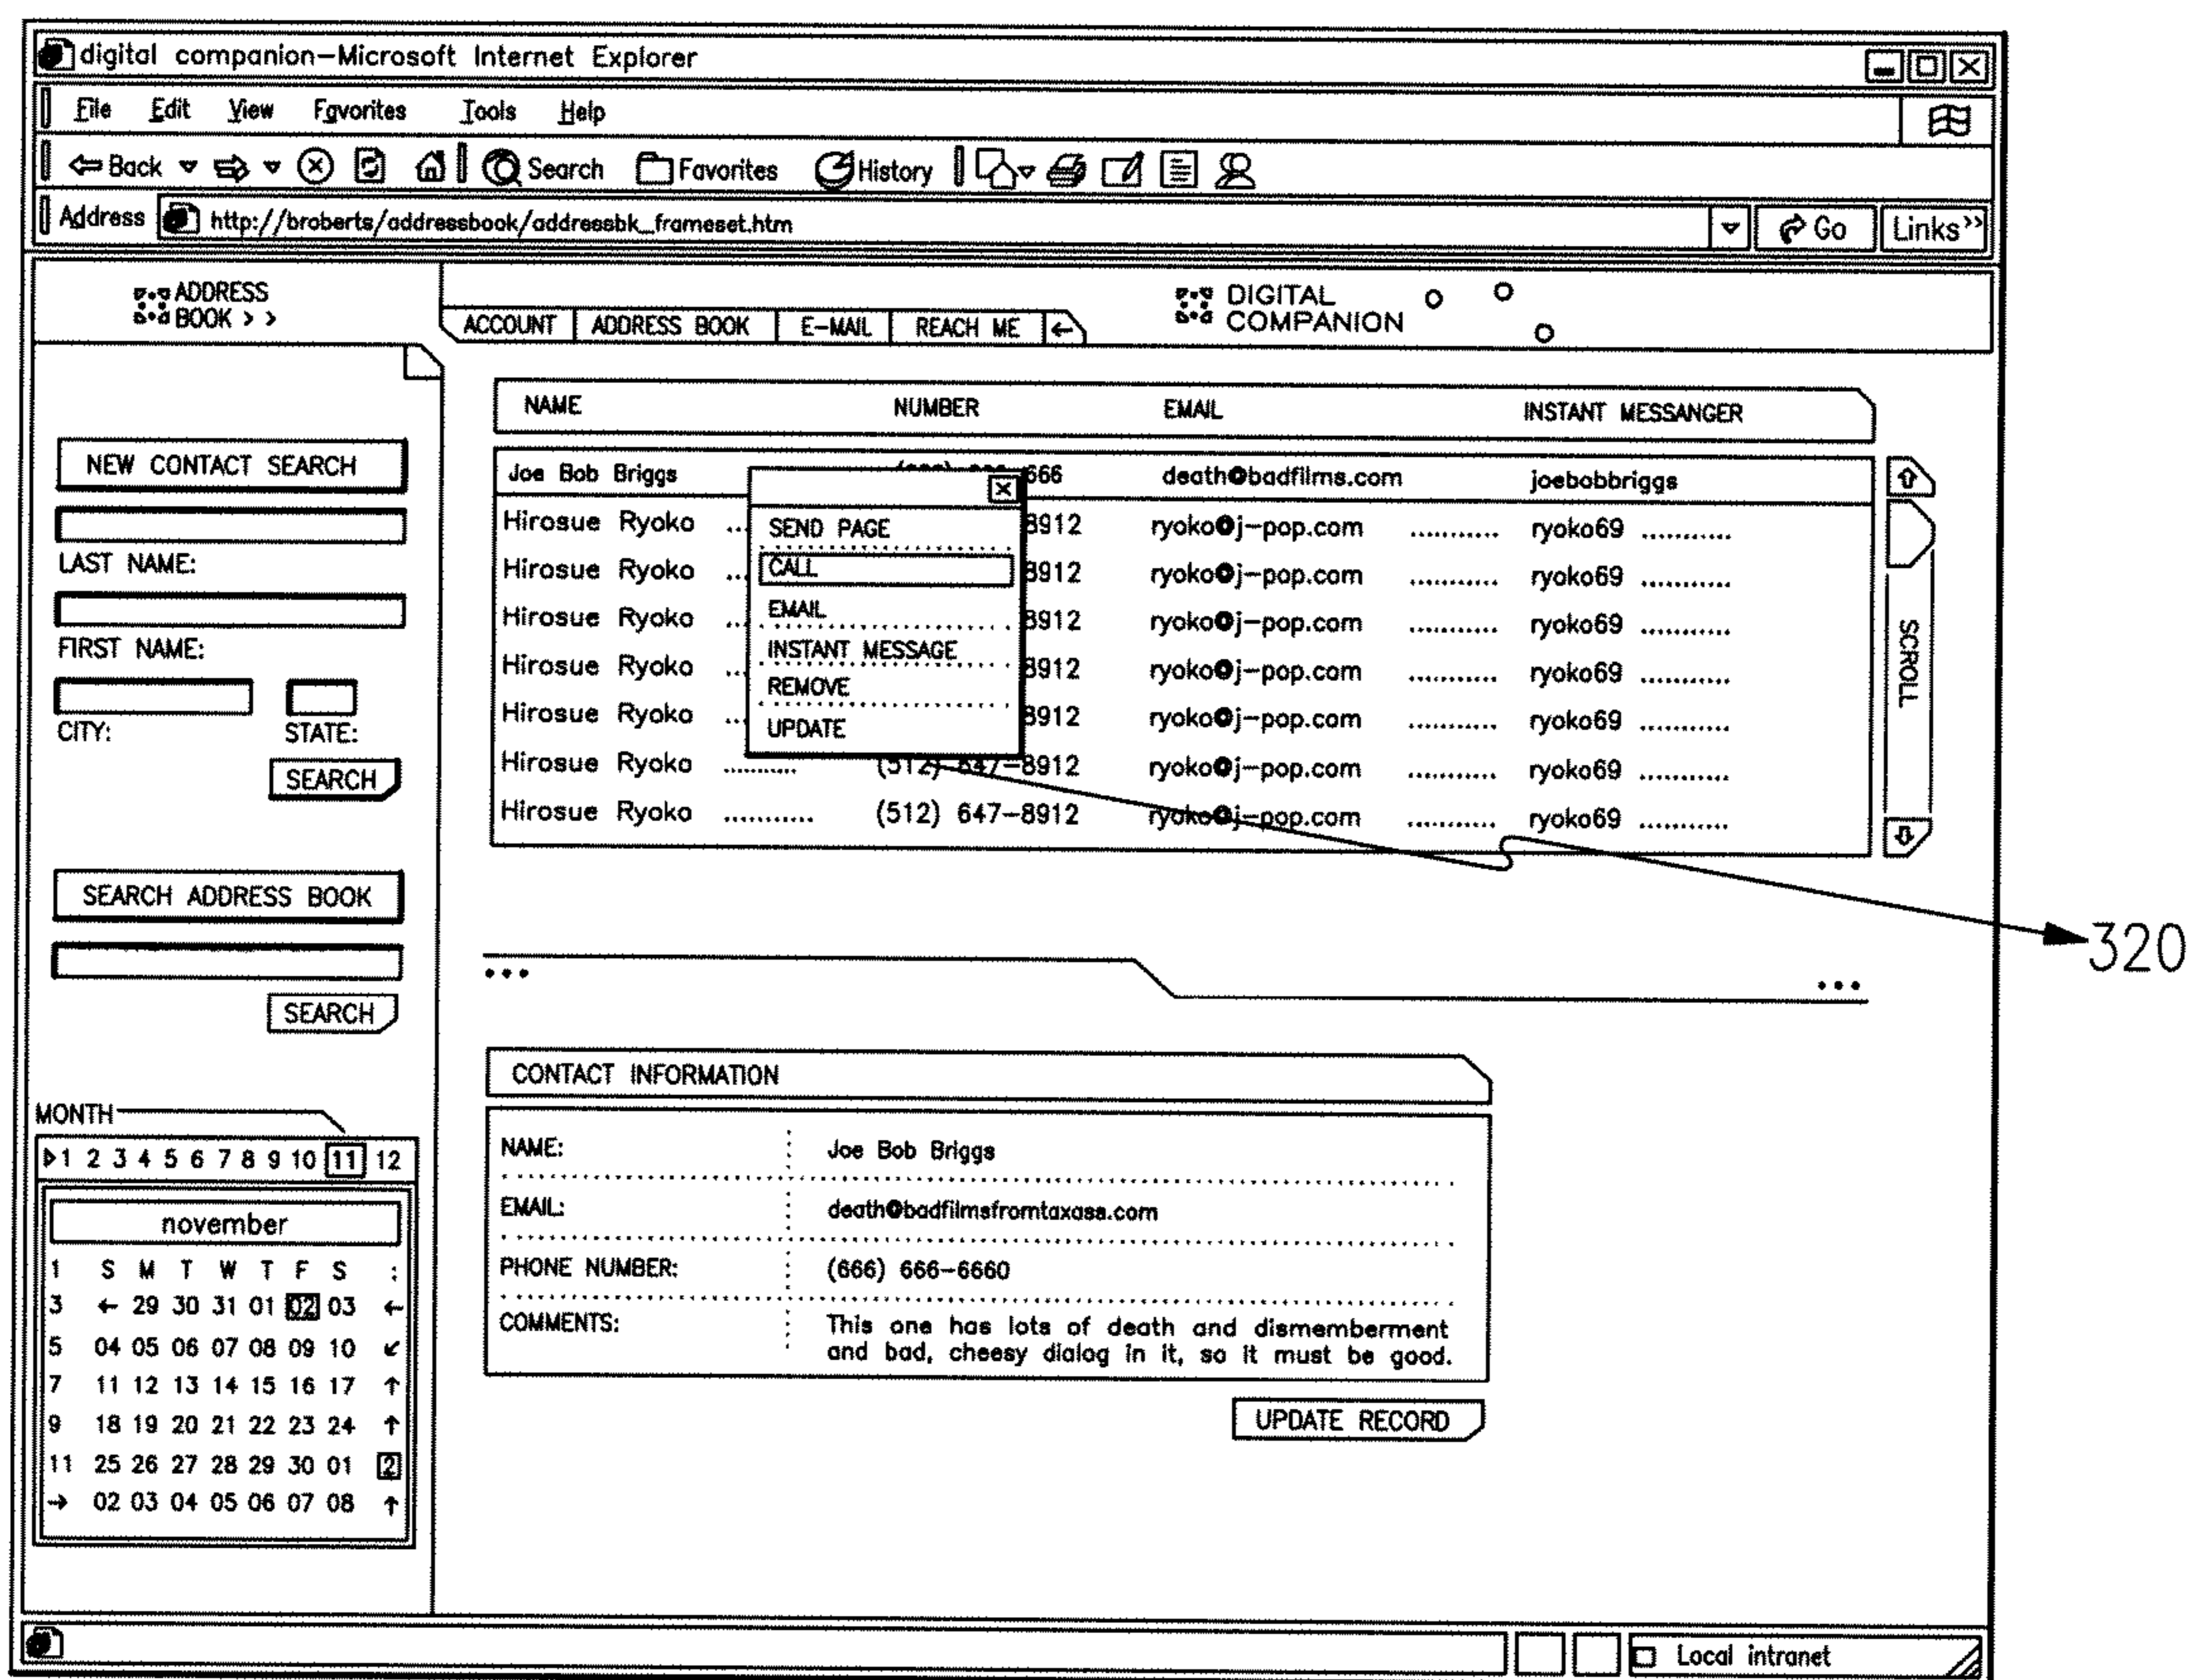 digital companion-Microsoft Internet Explorer
File Edit View Favorites Tools Help
Back Search Favorites History
Address http://broberts/addressbook/addressbk_frameset.htm Go Links>>
ADDRESS
BOOK > >
DIGITAL
COMPANION
ACCOUNT ADDRESS BOOK E-MAIL REACH ME
NEW CONTACT SEARCH
LAST NAME:
FIRST NAME:
CITY: STATE:
SEARCH
SEARCH ADDRESS BOOK
SEARCH
MONTH
1 2 3 4 5 6 7 8 9 10 11 12
november
1 S M T W T F S :
3 ← 29 30 31 01 02 03 ←
5 04 05 06 07 08 09 10 ↙
7 11 12 13 14 15 16 17 ↑
9 18 19 20 21 22 23 24 ↑
11 25 26 27 28 29 30 01 2
→ 02 03 04 05 06 07 08 ↑
NAME NUMBER EMAIL INSTANT MESSANGER
Joe Bob Briggs 666 death@badfilms.com joebobbriggs
Hirosue Ryoko ... 8912 ryoko@j-pop.com ........... ryoko69 ...........
Hirosue Ryoko ... 8912 ryoko@j-pop.com ........... ryoko69 ...........
Hirosue Ryoko ... 8912 ryoko@j-pop.com ........... ryoko69 ...........
Hirosue Ryoko ... 8912 ryoko@j-pop.com ........... ryoko69 ...........
Hirosue Ryoko ... 8912 ryoko@j-pop.com ........... ryoko69 ...........
Hirosue Ryoko .......... (512) 647-8912 ryoko@j-pop.com ........... ryoko69 ...........
Hirosue Ryoko ........... (512) 647-8912 ryoko@j-pop.com ........... ryoko69 ...........
SEND PAGE
CALL
EMAIL
INSTANT MESSAGE
REMOVE
UPDATE
SCROLL
320
CONTACT INFORMATION
NAME: Joe Bob Briggs
EMAIL: death@badfilmsfromtaxass.com
PHONE NUMBER: (666) 666-6660
COMMENTS: This one has lots of death and dismemberment
and bad, cheesy dialog in it, so it must be good.
UPDATE RECORD
Local intranet